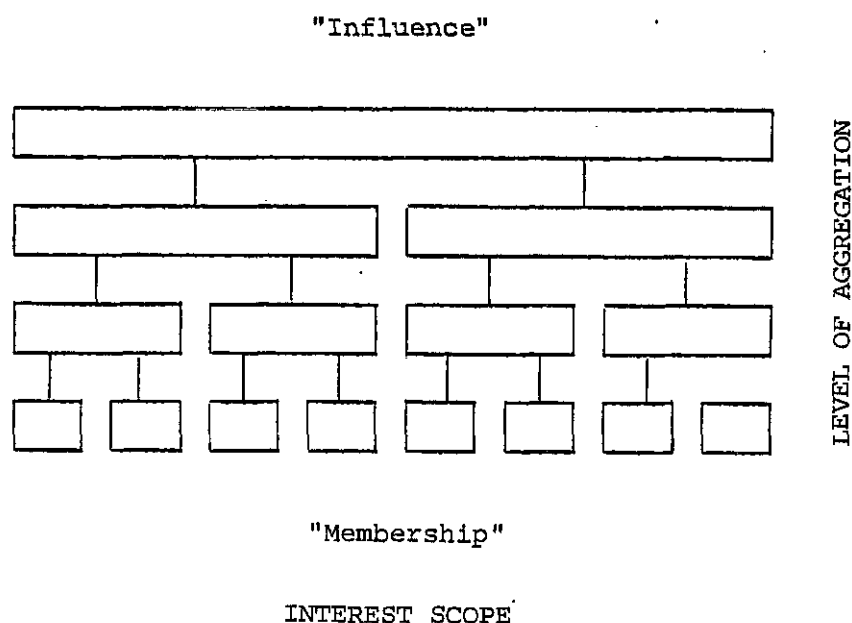 "Influence"
LEVEL OF AGGREGATION
"Membership"
INTEREST SCOPE